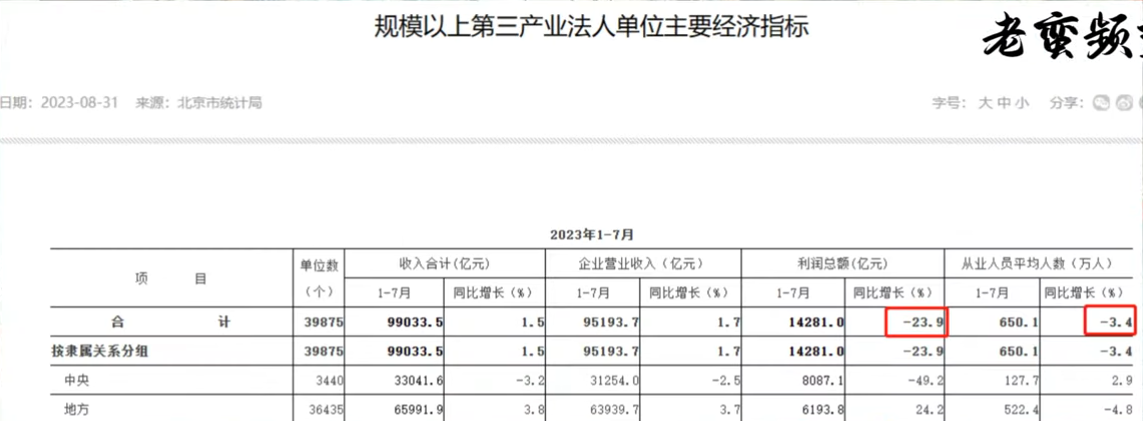 规模以上第三产业法人单位主要经济指标
老蛮频
日期：2023-08-31 来源：北京市统计局
字号：大 中 小 分享：
2023年1-7月
项 目 单位数（个） 收入合计（亿元） 企业营业收入（亿元） 利润总额（亿元） 从业人员平均人数（万人）
1-7月 同比增长（%） 1-7月 同比增长（%） 1-7月 同比增长（%） 1-7月 同比增长（%）
合 计 39875 99033.5 1.5 95193.7 1.7 14281.0 -23.9 650.1 -3.4
按隶属关系分组 39875 99033.5 1.5 95193.7 1.7 14281.0 -23.9 650.1 -3.4
中央 3440 33041.6 -3.2 31254.0 -2.5 8087.1 -49.2 127.7 2.9
地方 36435 65991.9 3.8 63939.7 3.7 6193.8 24.2 522.4 -4.8